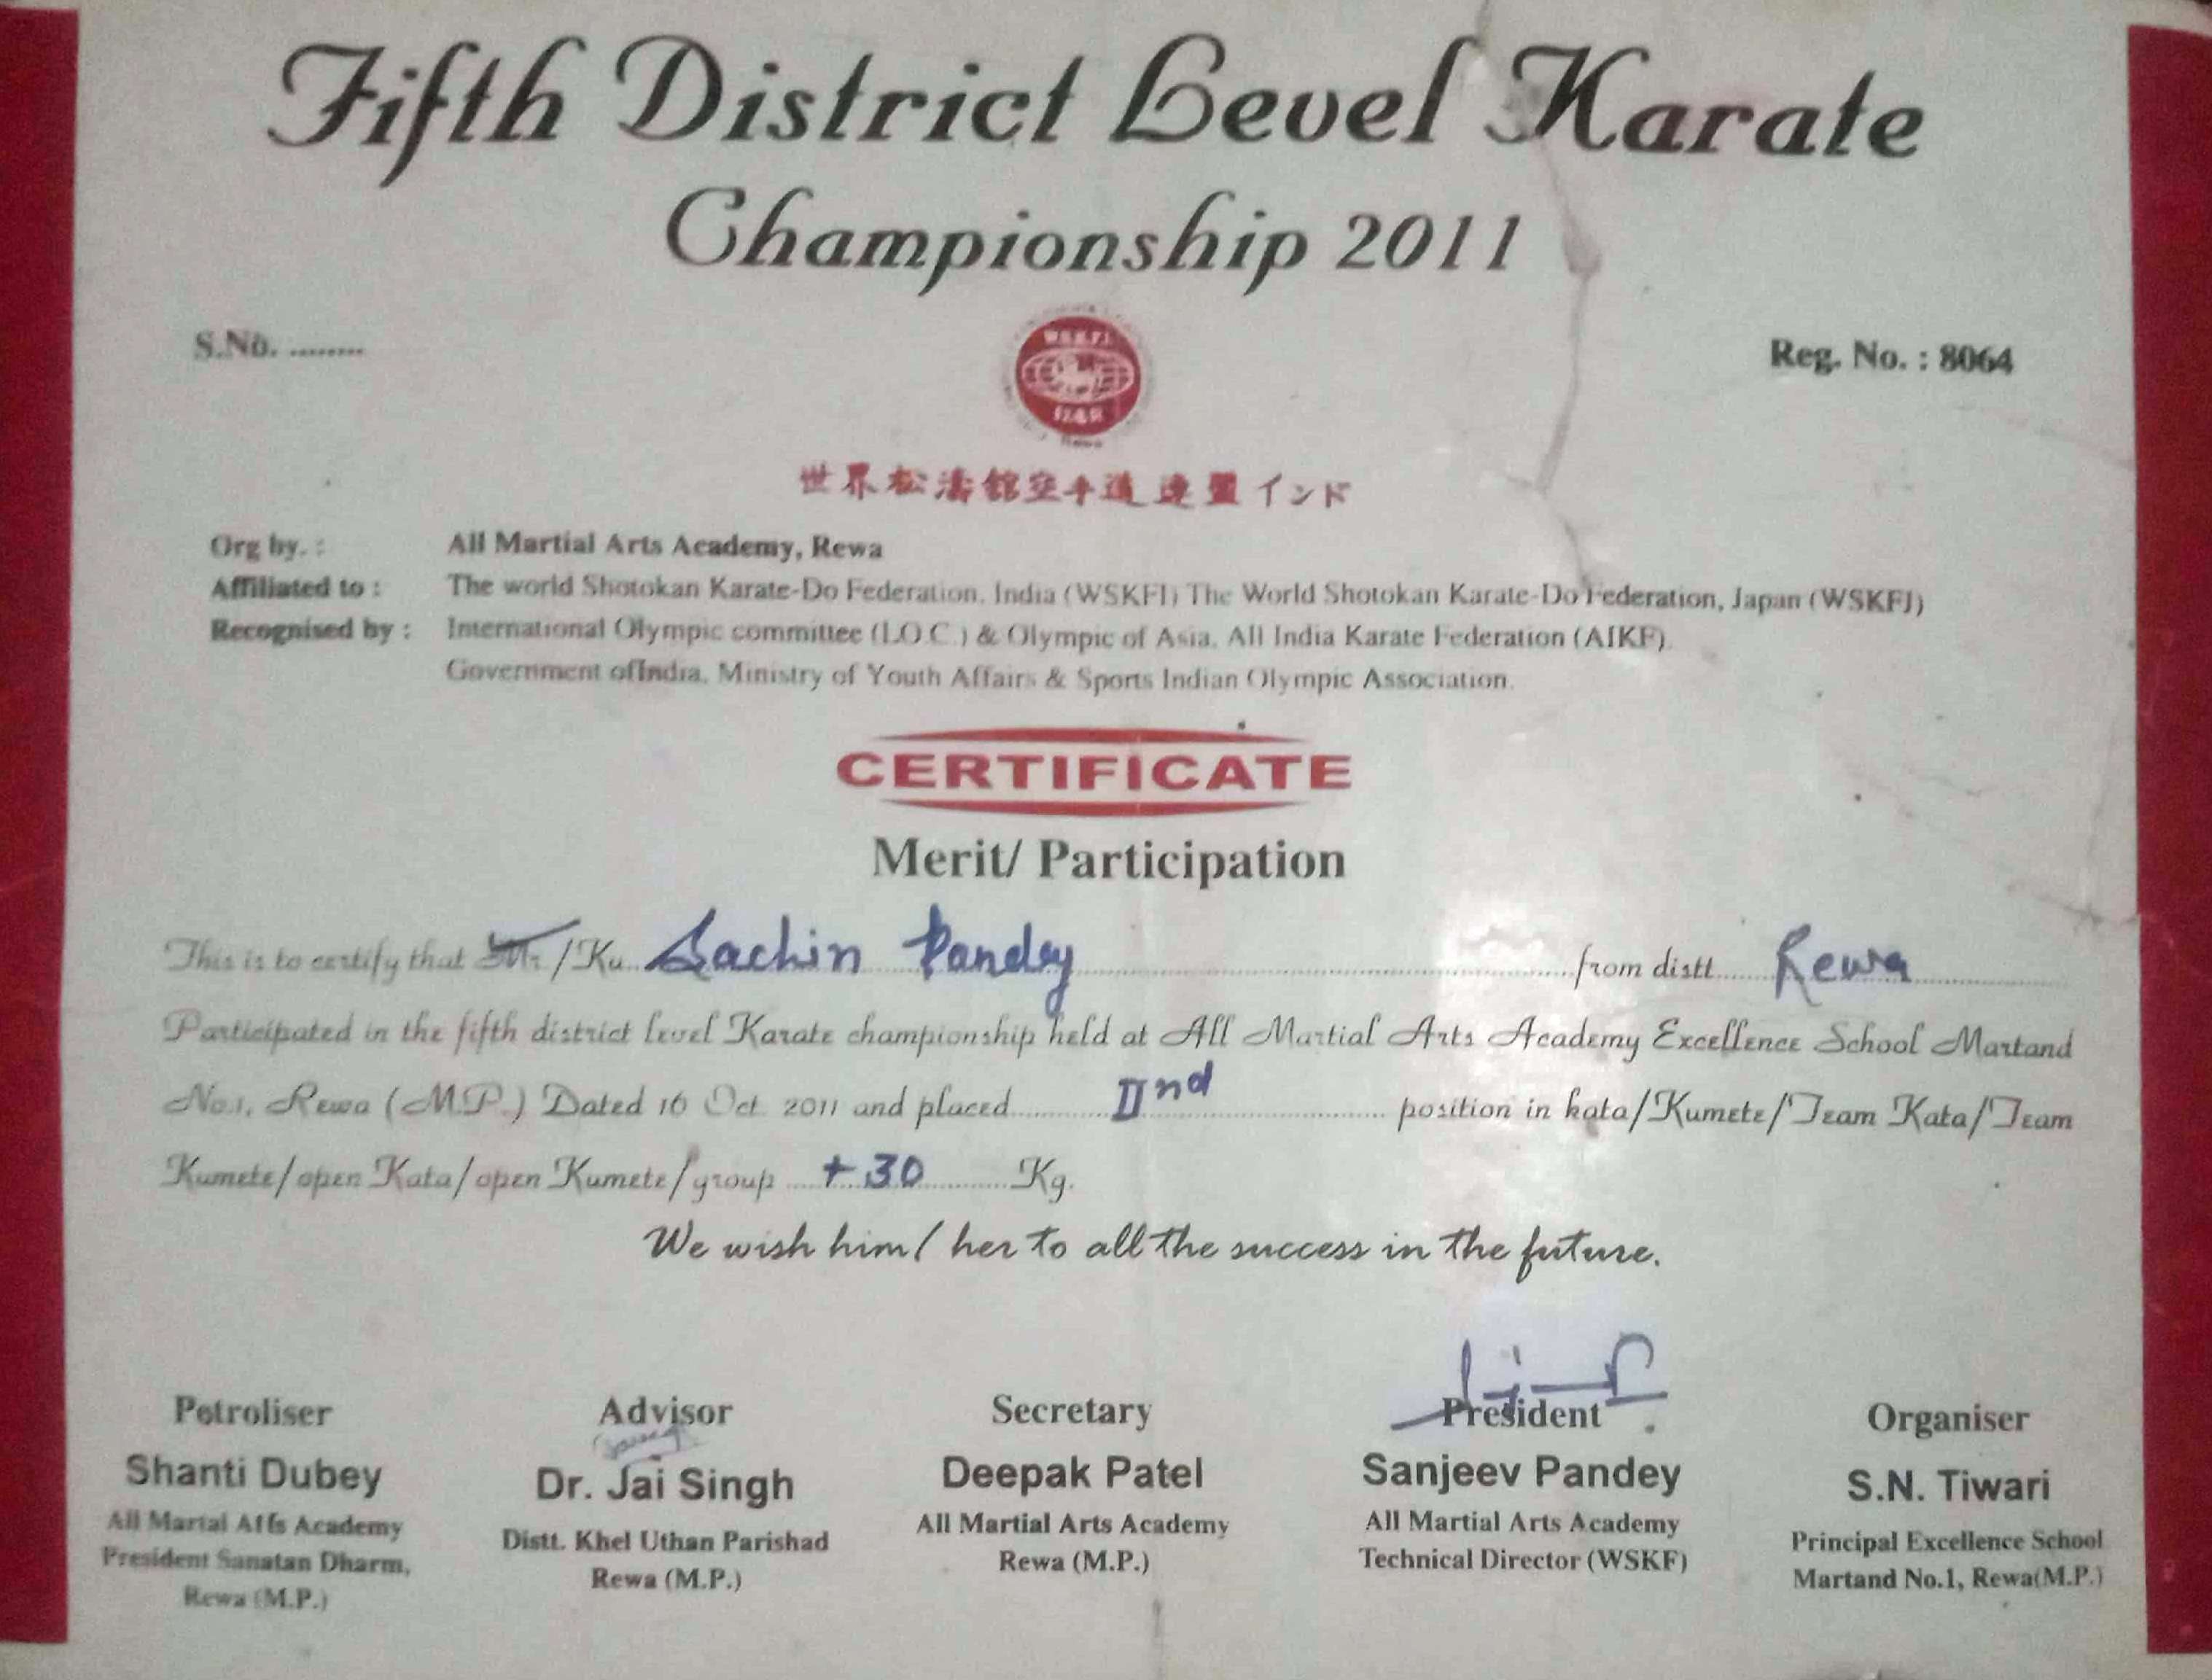 Fifth District Level Karate
Championship 2011
S.No. ........
Reg. No. : 8064
WSKFI
世界松濤館空手道連盟インド
Org by. : All Martial Arts Academy, Rewa
Affiliated to : The world Shotokan Karate-Do Federation, India (WSKFI) The World Shotokan Karate-Do Federation, Japan (WSKFJ)
Recognised by : International Olympic committee (I.O.C.) & Olympic of Asia, All India Karate Federation (AIKF).
Government ofIndia, Ministry of Youth Affairs & Sports Indian Olympic Association.
CERTIFICATE
Merit/ Participation
This is to certify that Mr/Ku. Sachin Pandey from distt. Rewa
Participated in the fifth district level Karate championship held at All Martial Arts Academy Excellence School Martand
No.1, Rewa (M.P.) Dated 16 Oct. 2011 and placed IInd position in kata/Kumete/Team Kata/Team
Kumete/open Kata/open Kumete/group + 30 Kg.
We wish him/ her to all the success in the future.
Petroliser
Shanti Dubey
All Martal Atfs Academy
President Sanatan Dharm,
Rewa (M.P.)
Advisor
Dr. Jai Singh
Distt. Khel Uthan Parishad
Rewa (M.P.)
Secretary
Deepak Patel
All Martial Arts Academy
Rewa (M.P.)
President
Sanjeev Pandey
All Martial Arts Academy
Technical Director (WSKF)
Organiser
S.N. Tiwari
Principal Excellence School
Martand No.1, Rewa(M.P.)